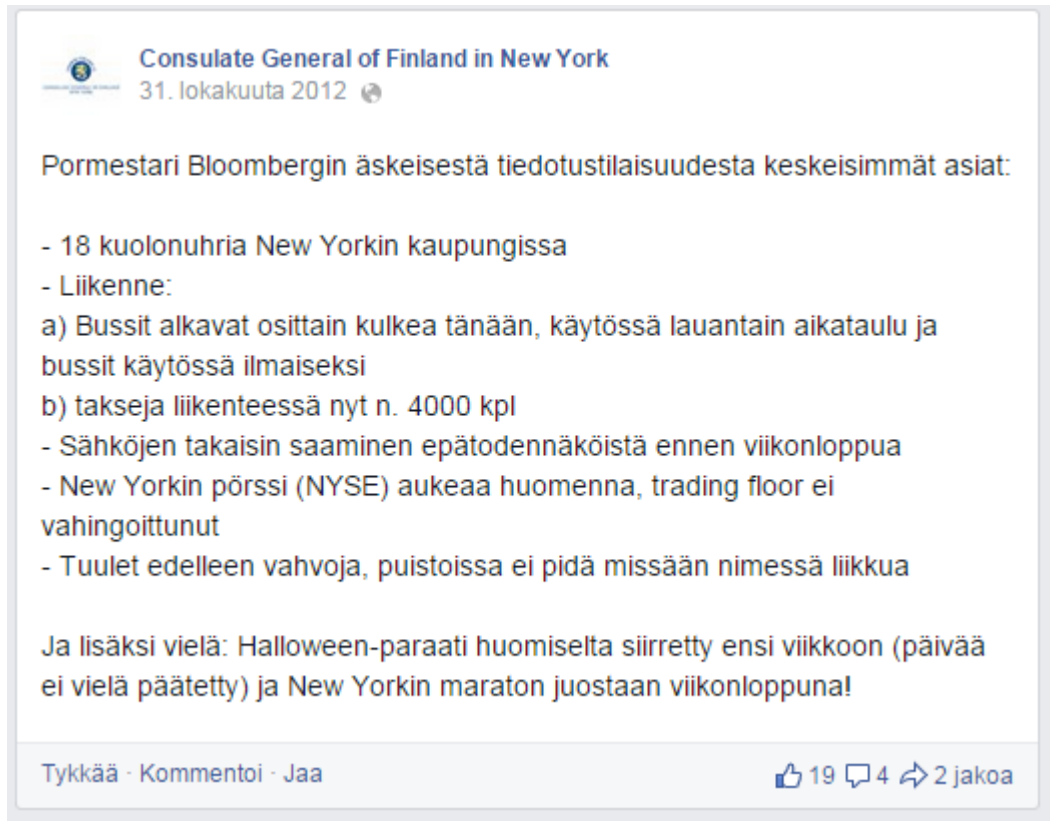 Consulate General of Finland in New York
31. lokakuuta 2012
Pormestari Bloombergin äskeisestä tiedotustilaisuudesta keskeisimmät asiat:
- 18 kuolonuhria New Yorkin kaupungissa
- Liikenne:
a) Bussit alkavat osittain kulkea tänään, käytössä lauantain aikataulu ja
bussit käytössä ilmaiseksi
b) takseja liikenteessä nyt n. 4000 kpl
- Sähköjen takaisin saaminen epätodennäköistä ennen viikonloppua
- New Yorkin pörssi (NYSE) aukeaa huomenna, trading floor ei
vahingoittunut
- Tuulet edelleen vahvoja, puistoissa ei pidä missään nimessä liikkua
Ja lisäksi vielä: Halloween-paraati huomiselta siirretty ensi viikkoon (päivää
ei vielä päätetty) ja New Yorkin maraton juostaan viikonloppuna!
Tykkää · Kommentoi · Jaa 19 4 2 jakoa